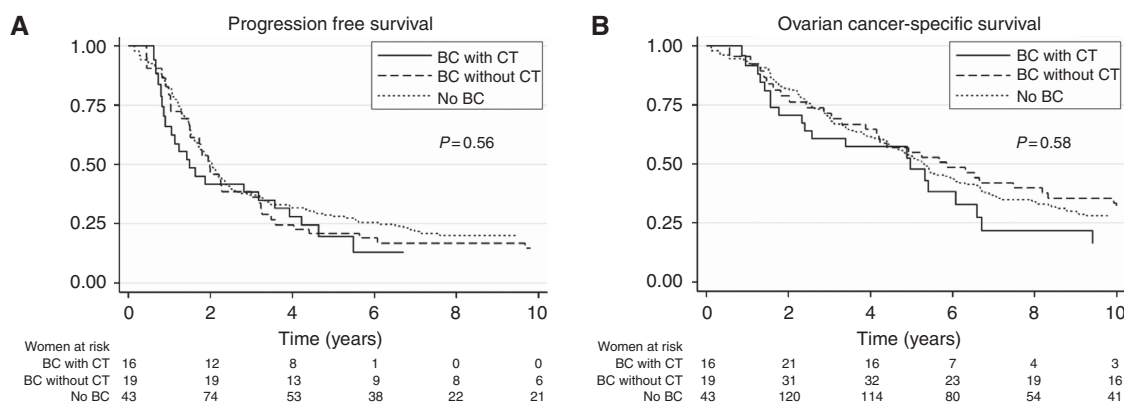 A
Progression free survival
1.00
0.75
0.50
0.25
0.00
BC with CT
BC without CT
No BC
P=0.56
0 2 4 6 8 10
Time (years)
Women at risk
BC with CT 16 12 8 1 0 0
BC without CT 19 19 13 9 8 6
No BC 43 74 53 38 22 21
B
Ovarian cancer-specific survival
1.00
0.75
0.50
0.25
0.00
BC with CT
BC without CT
No BC
P=0.58
0 2 4 6 8 10
Time (years)
Women at risk
BC with CT 16 21 16 7 4 3
BC without CT 19 31 32 23 19 16
No BC 43 120 114 80 54 41